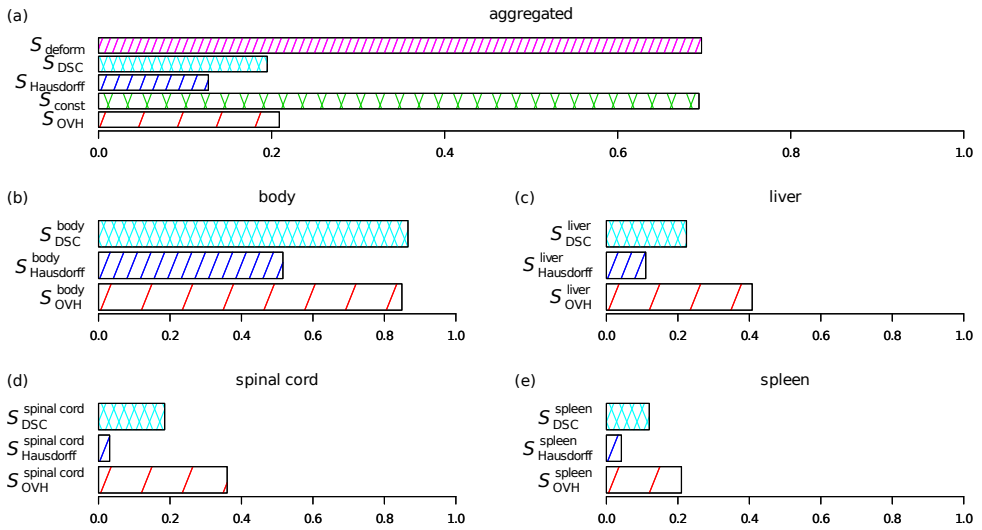 (a) aggregated
S deform
S DSC
S Hausdorff
S const
S OVH
0.0 0.2 0.4 0.6 0.8 1.0
(b) body
S body DSC
S body Hausdorff
S body OVH
0.0 0.2 0.4 0.6 0.8 1.0
(c) liver
S liver DSC
S liver Hausdorff
S liver OVH
0.0 0.2 0.4 0.6 0.8 1.0
(d) spinal cord
S spinal cord DSC
S spinal cord Hausdorff
S spinal cord OVH
0.0 0.2 0.4 0.6 0.8 1.0
(e) spleen
S spleen DSC
S spleen Hausdorff
S spleen OVH
0.0 0.2 0.4 0.6 0.8 1.0